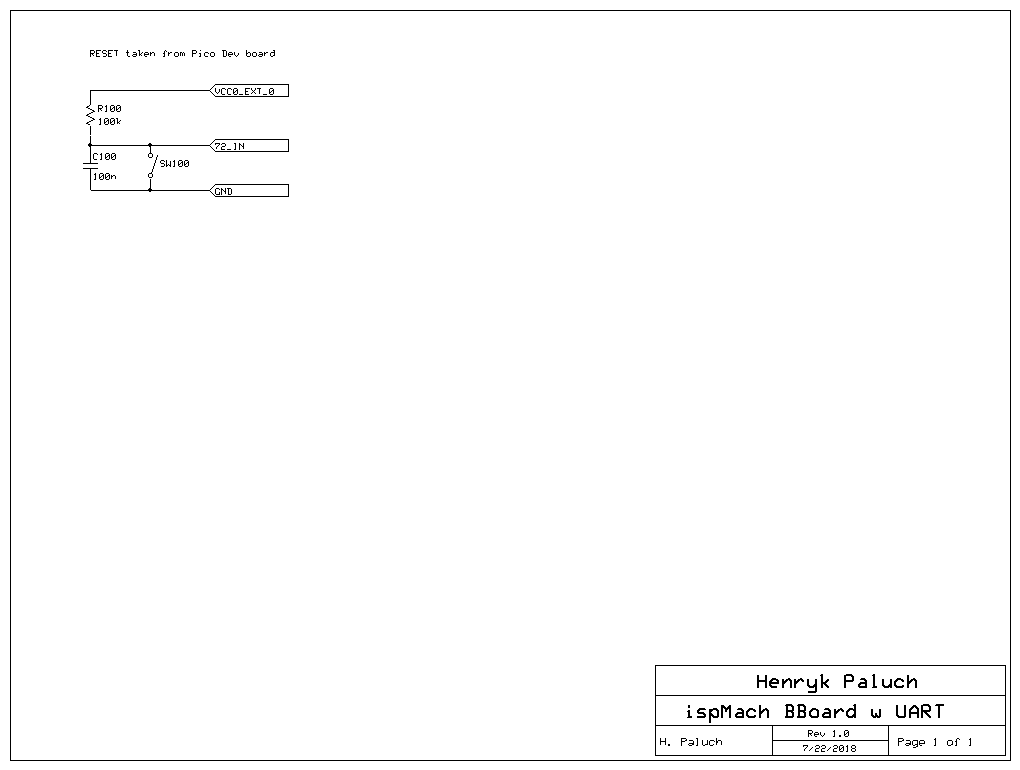 RESET taken from Pico Dev board
VCC0_EXT_0
R100
100k
72_IN
C100
SW100
100n
GND
Henryk Paluch
ispMach BBoard w UART
H. Paluch
Rev 1.0
7/22/2018
Page 1 of 1